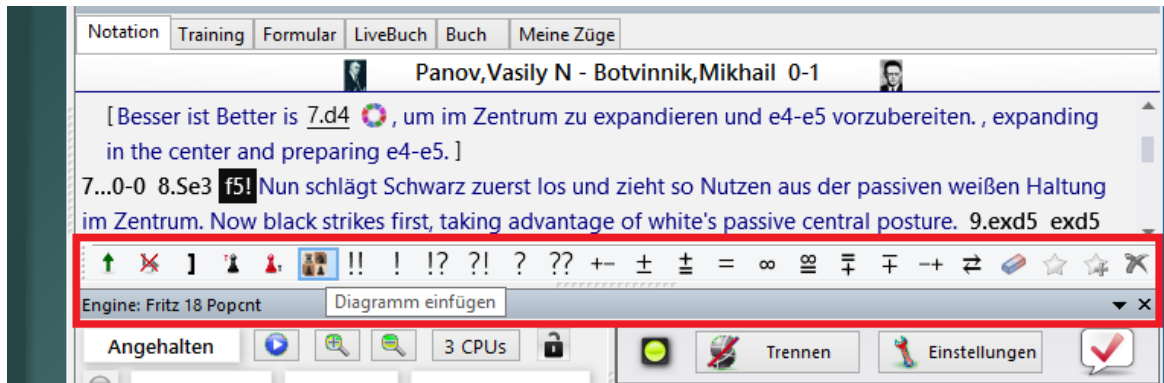 Notation Training Formular LiveBuch Buch Meine Züge
Panov,Vasily N - Botvinnik,Mikhail 0-1
[Besser ist Better is 7.d4 , um im Zentrum zu expandieren und e4-e5 vorzubereiten. , expanding
in the center and preparing e4-e5. ]
7...0-0 8.Se3 f5! Nun schlägt Schwarz zuerst los und zieht so Nutzen aus der passiven weißen Haltung
im Zentrum. Now black strikes first, taking advantage of white's passive central posture. 9.exd5 exd5
] !! ! !? ?! ? ?? +- ± ⩲ = ∞ ⯹ ⩱ ∓ -+ ⇄
Engine: Fritz 18 Popcnt
Diagramm einfügen
Angehalten 3 CPUs Trennen Einstellungen